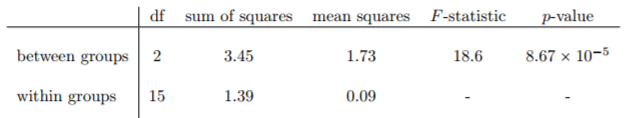 df sum of squares mean squares F-statistic p-value
between groups 2 3.45 1.73 18.6 8.67 × 10⁻⁵
within groups 15 1.39 0.09 - -